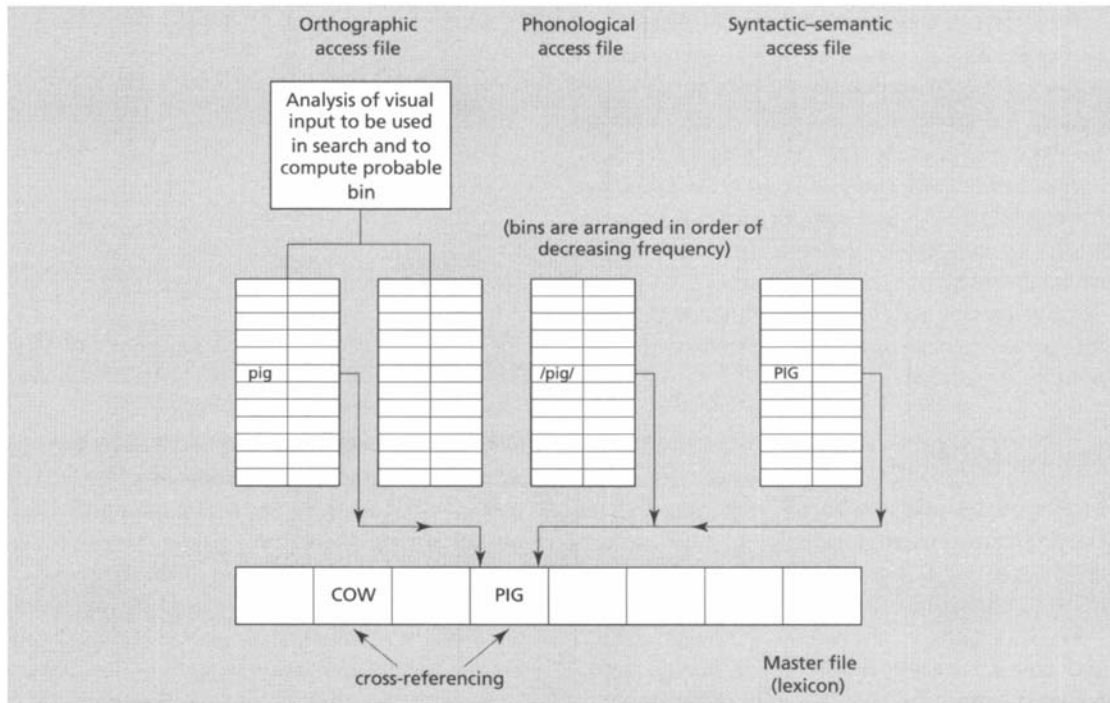 Orthographic
access file
Phonological
access file
Syntactic–semantic
access file
Analysis of visual
input to be used
in search and to
compute probable
bin
(bins are arranged in order of
decreasing frequency)
pig
/pig/
PIG
COW
PIG
cross-referencing
Master file
(lexicon)